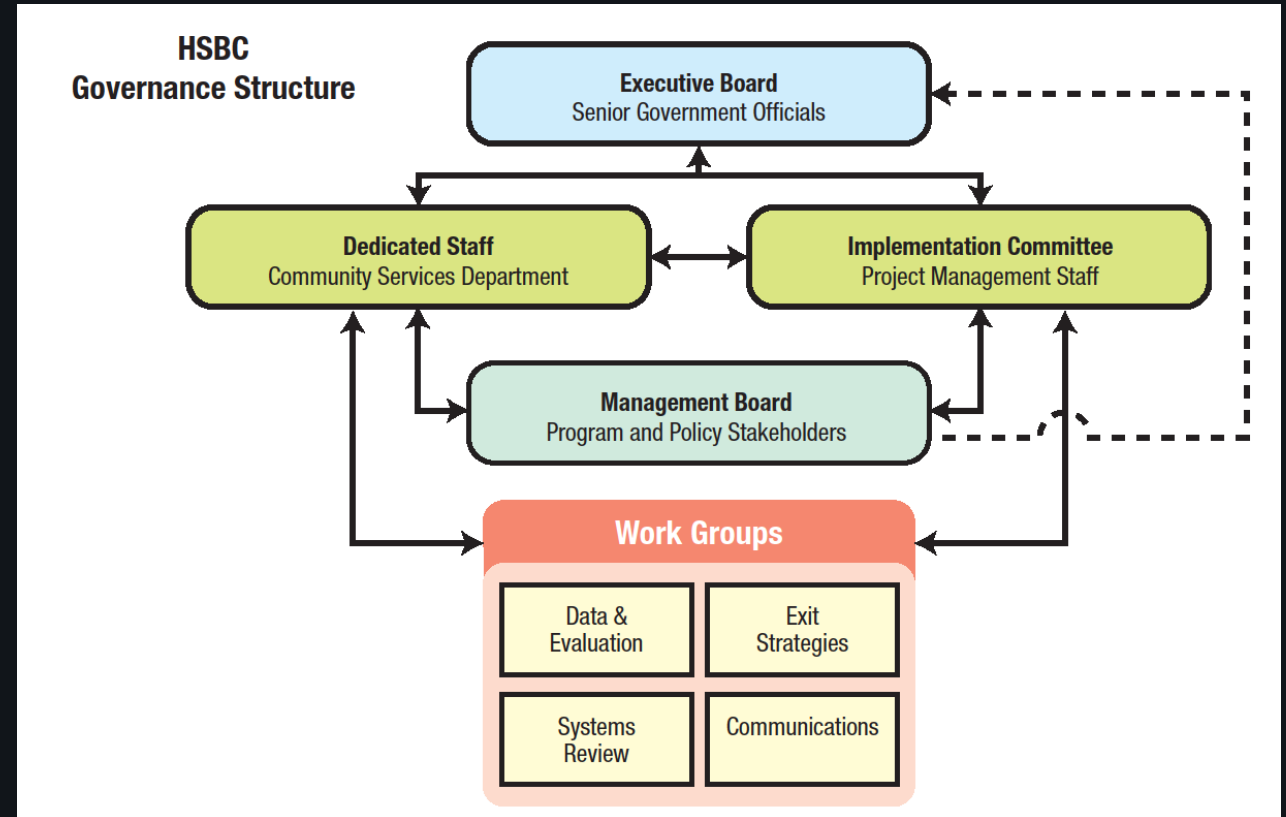 HSBC
Governance Structure
Executive Board
Senior Government Officials
Dedicated Staff
Community Services Department
Implementation Committee
Project Management Staff
Management Board
Program and Policy Stakeholders
Work Groups
Data &
Evaluation
Exit
Strategies
Systems
Review
Communications